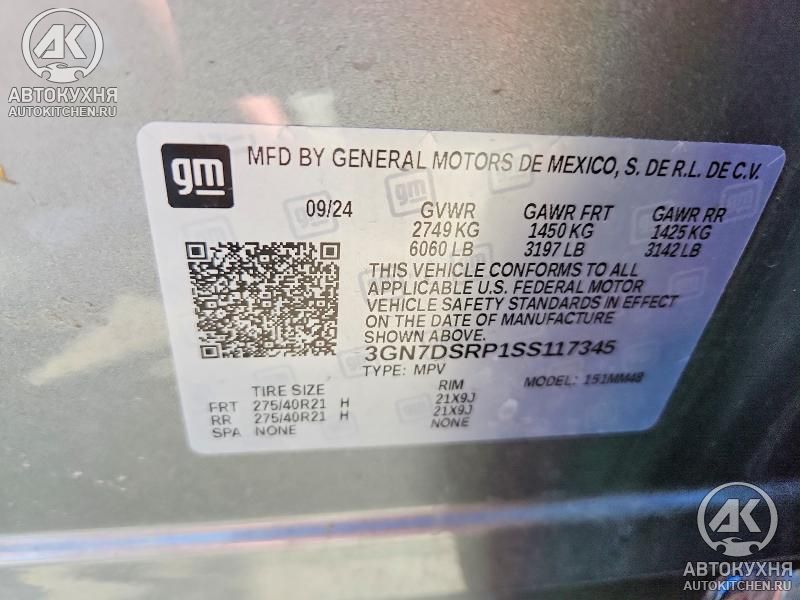 AK
АВТОКУХНЯ
AUTOKITCHEN.RU
gm
MFD BY GENERAL MOTORS DE MEXICO, S. DE R.L. DE C.V.
09/24 GVWR GAWR FRT GAWR RR
2749 KG 1450 KG 1425 KG
6060 LB 3197 LB 3142 LB
THIS VEHICLE CONFORMS TO ALL
APPLICABLE U.S. FEDERAL MOTOR
VEHICLE SAFETY STANDARDS IN EFFECT
ON THE DATE OF MANUFACTURE
SHOWN ABOVE.
3GN7DSRP1SS117345
TYPE: MPV MODEL: 151MM48
TIRE SIZE RIM
FRT 275/40R21 H 21X9J
RR 275/40R21 H 21X9J
SPA NONE NONE
AK
АВТОКУХНЯ
AUTOKITCHEN.RU